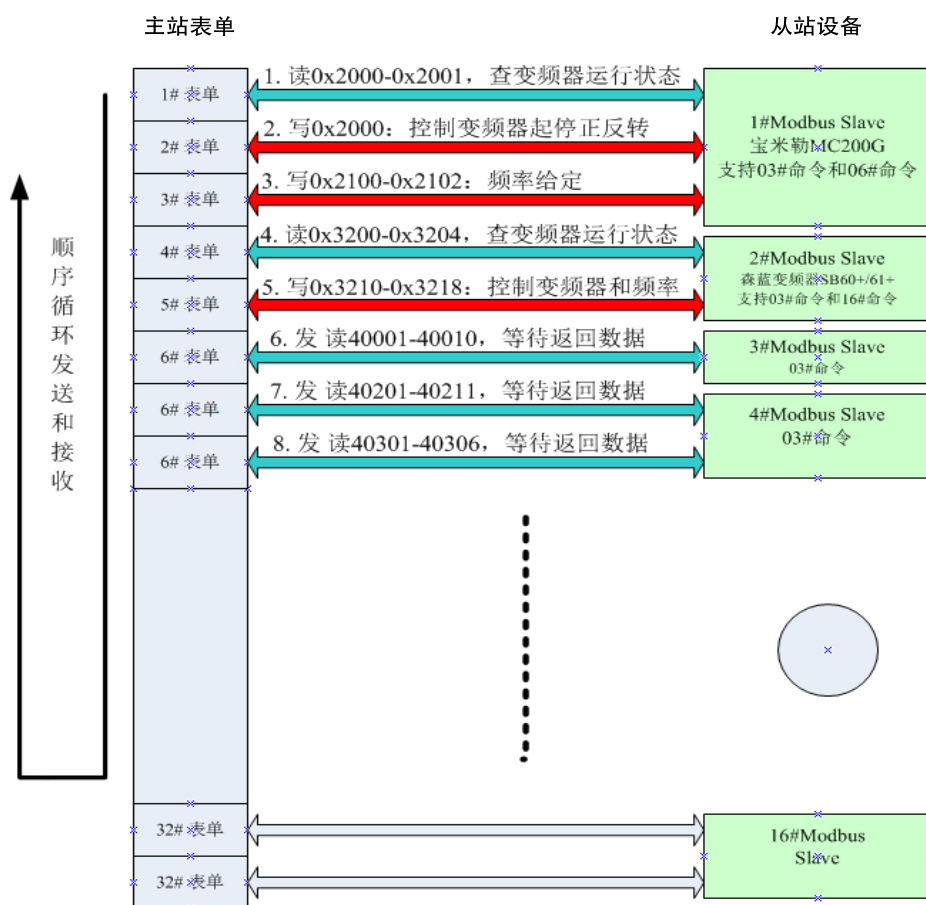 主站表单
从站设备
1# 表单
1. 读0x2000-0x2001，查变频器运行状态
2# 表单
2. 写0x2000：控制变频器起停正反转
3# 表单
3. 写0x2100-0x2102：频率给定
1#Modbus Slave
宝米勒MC200G
支持03#命令和06#命令
4# 表单
4. 读0x3200-0x3204，查变频器运行状态
5# 表单
5. 写0x3210-0x3218：控制变频器和频率
2#Modbus Slave
森蓝变频器SB60+/61+
支持03#命令和16#命令
6# 表单
6. 发 读40001-40010，等待返回数据
3#Modbus Slave
03#命令
6# 表单
7. 发 读40201-40211，等待返回数据
6# 表单
8. 发 读40301-40306，等待返回数据
4#Modbus Slave
03#命令
顺序循环发送和接收
32# 表单
32# 表单
16#Modbus
Slave